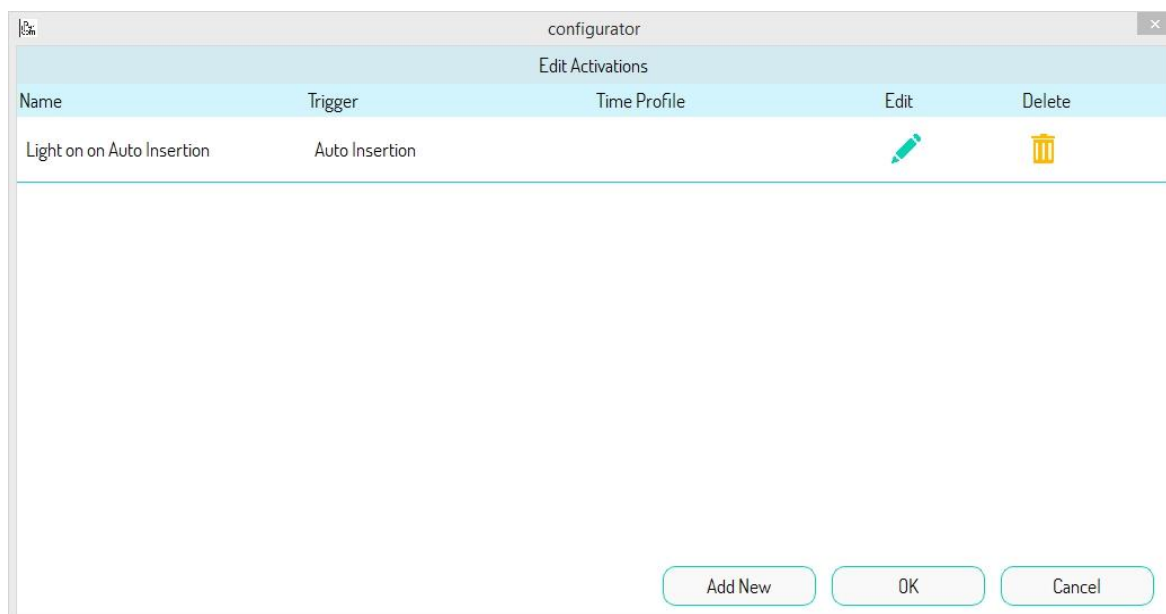 configurator
Edit Activations
Name Trigger Time Profile Edit Delete
Light on on Auto Insertion Auto Insertion
Add New OK Cancel